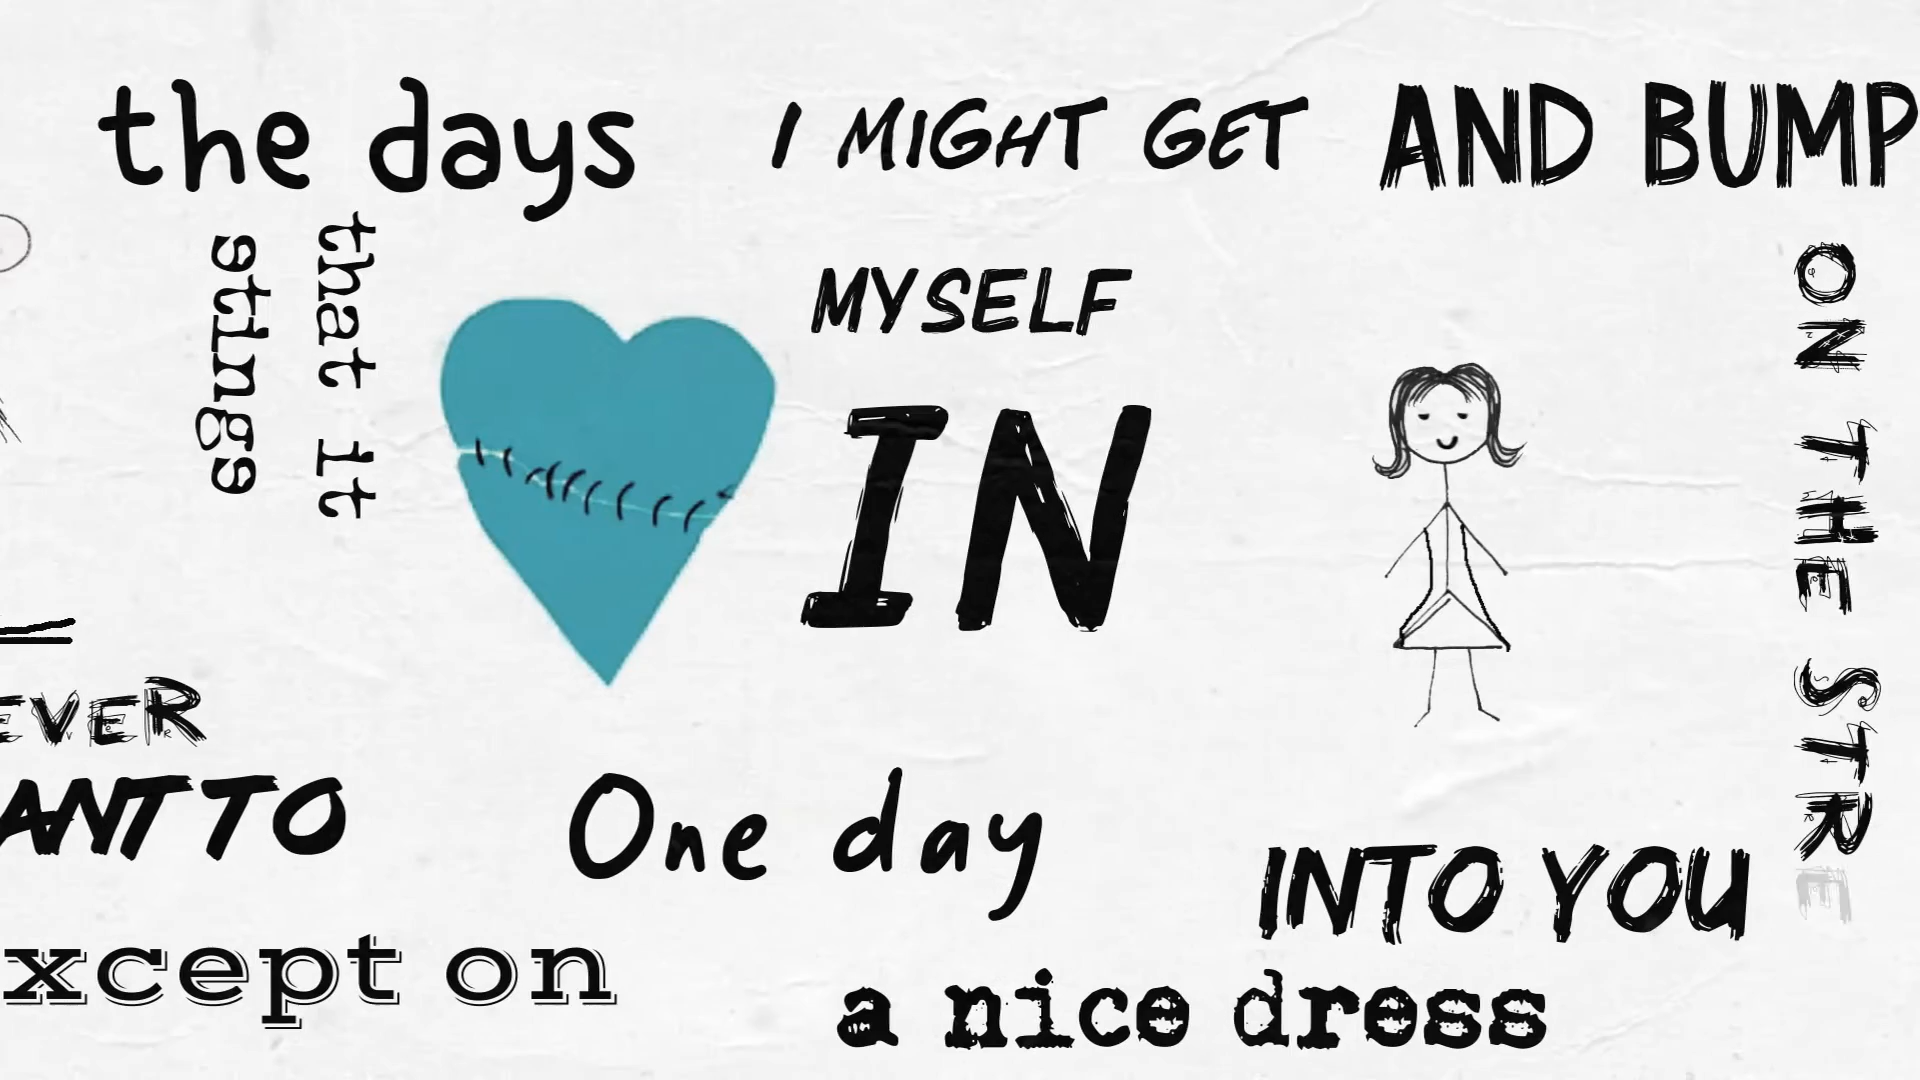 EVER
ANT TO
xcept on
the days
that it
stings
One day
I MIGHT GET
MYSELF
IN
a nice dress
AND BUMP
INTO YOU
ON THE STRE